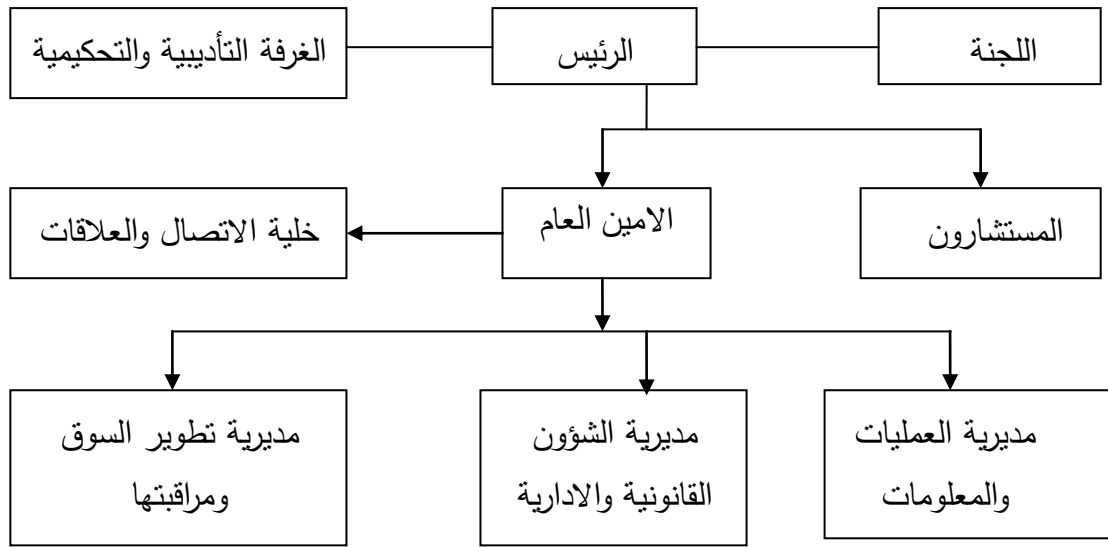 اللجنة
الرئيس
الغرفة التأديبية والتحكيمية
المستشارون
الامين العام
خلية الاتصال والعلاقات
مديرية العمليات
والمعلومات
مديرية الشؤون
القانونية والادارية
مديرية تطوير السوق
ومراقبتها